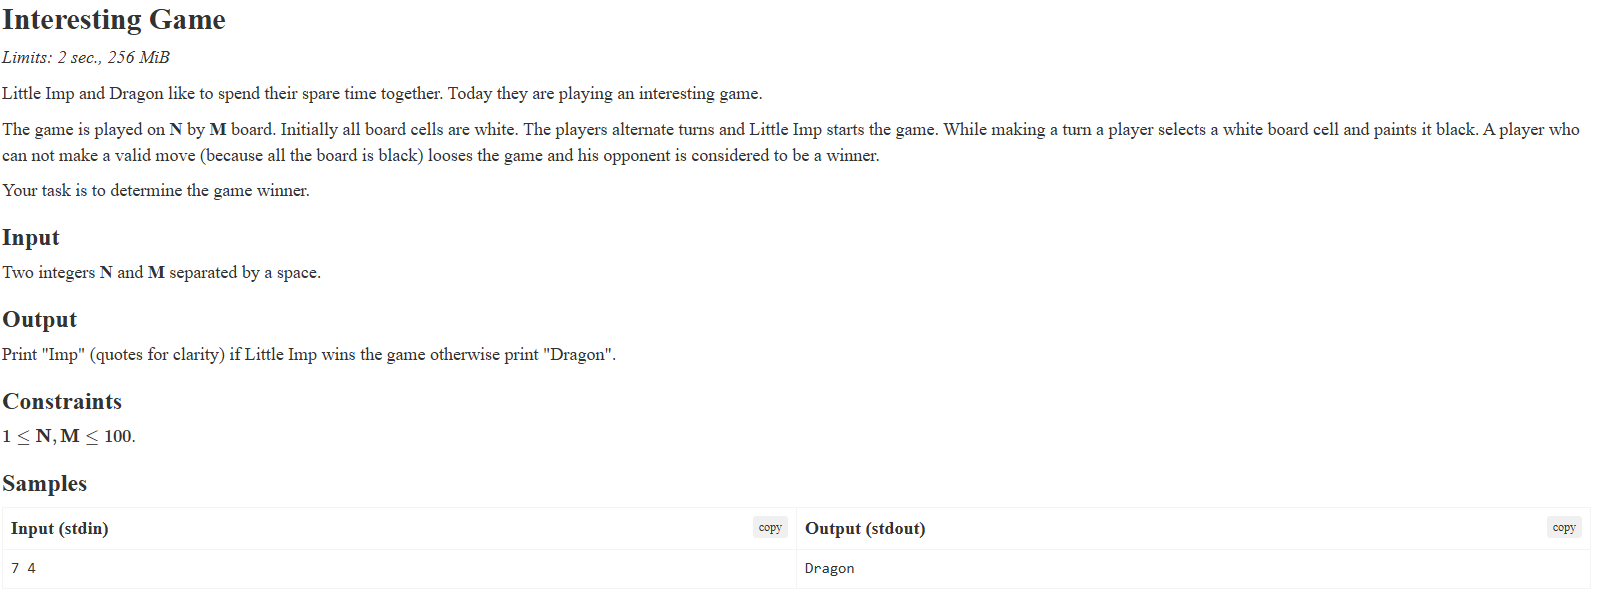 Interesting Game
Limits: 2 sec., 256 MiB
Little Imp and Dragon like to spend their spare time together. Today they are playing an interesting game.
The game is played on N by M board. Initially all board cells are white. The players alternate turns and Little Imp starts the game. While making a turn a player selects a white board cell and paints it black. A player who
can not make a valid move (because all the board is black) looses the game and his opponent is considered to be a winner.
Your task is to determine the game winner.
Input
Two integers N and M separated by a space.
Output
Print "Imp" (quotes for clarity) if Little Imp wins the game otherwise print "Dragon".
Constraints
1 ≤ N, M ≤ 100.
Samples
Input (stdin) copy Output (stdout) copy
7 4 Dragon